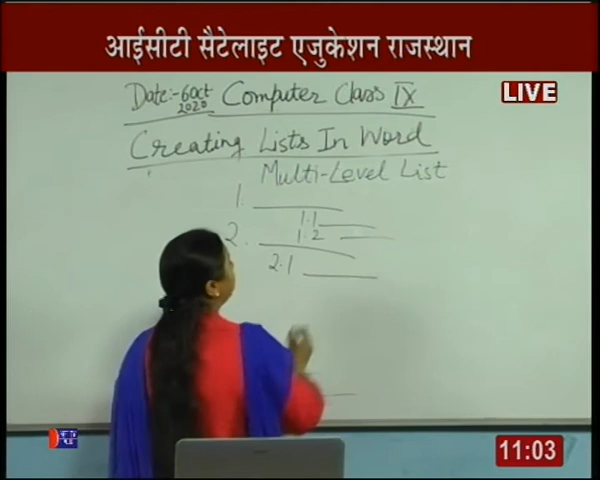 आईसीटी सैटेलाइट एजुकेशन राजस्थान
LIVE
Date:- 6 Oct 2020 Computer Class IX
Creating Lists In Word
Multi-Level List
1.
1.1
1.2
2.
2.1
11:03